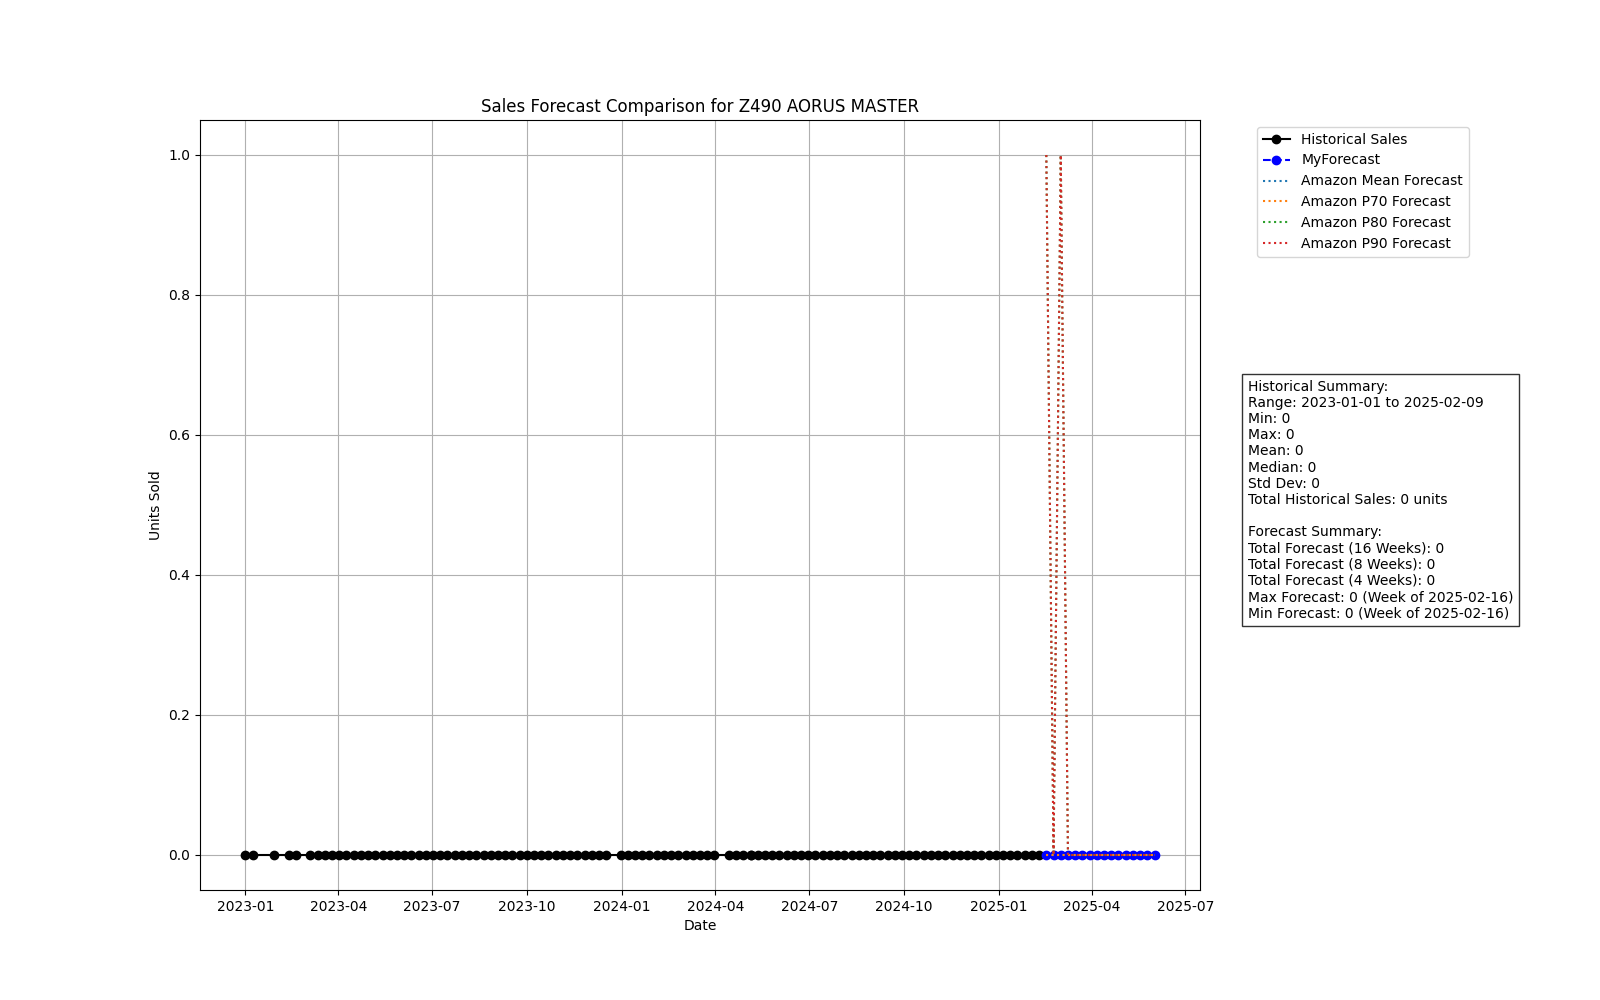 Sales Forecast Comparison for Z490 AORUS MASTER
1.0
0.8
0.6
0.4
0.2
0.0
Units Sold
2023-01 2023-04 2023-07 2023-10 2024-01 2024-04 2024-07 2024-10 2025-01 2025-04 2025-07
Date
Historical Sales
MyForecast
Amazon Mean Forecast
Amazon P70 Forecast
Amazon P80 Forecast
Amazon P90 Forecast
Historical Summary:
Range: 2023-01-01 to 2025-02-09
Min: 0
Max: 0
Mean: 0
Median: 0
Std Dev: 0
Total Historical Sales: 0 units
Forecast Summary:
Total Forecast (16 Weeks): 0
Total Forecast (8 Weeks): 0
Total Forecast (4 Weeks): 0
Max Forecast: 0 (Week of 2025-02-16)
Min Forecast: 0 (Week of 2025-02-16)